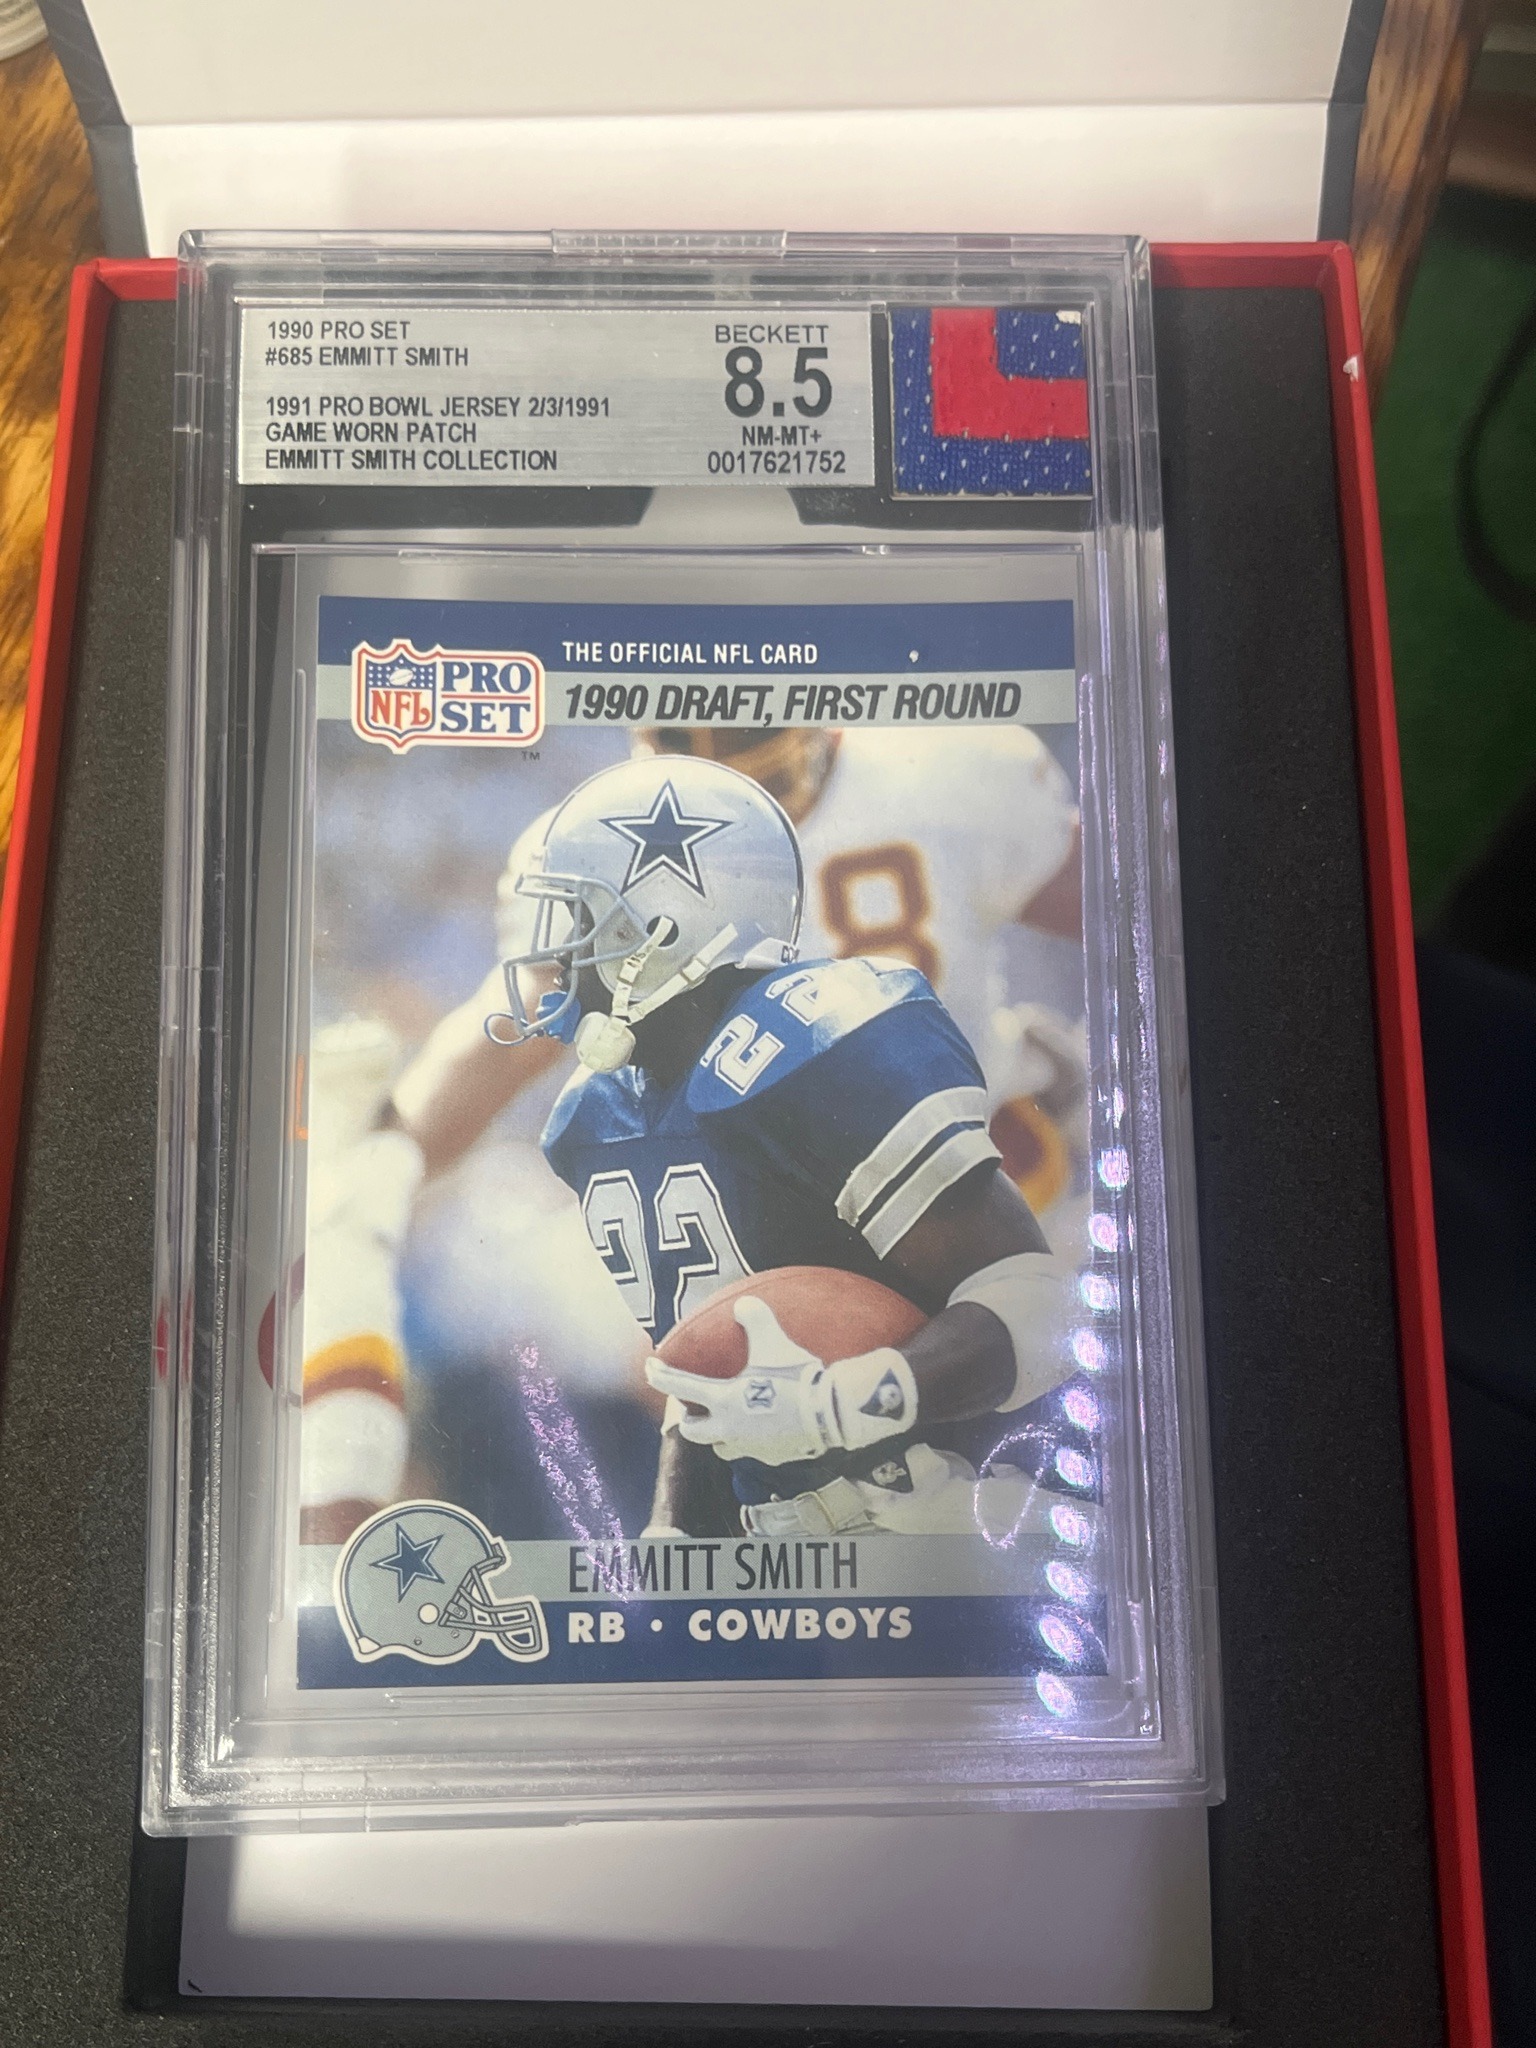 1990 PRO SET
#685 EMMITT SMITH
1991 PRO BOWL JERSEY 2/3/1991
GAME WORN PATCH
EMMITT SMITH COLLECTION
BECKETT
8.5
NM-MT+
0017621752
THE OFFICIAL NFL CARD
NFL PRO SET
TM
1990 DRAFT, FIRST ROUND
8
22
22
N
EMMITT SMITH
RB • COWBOYS